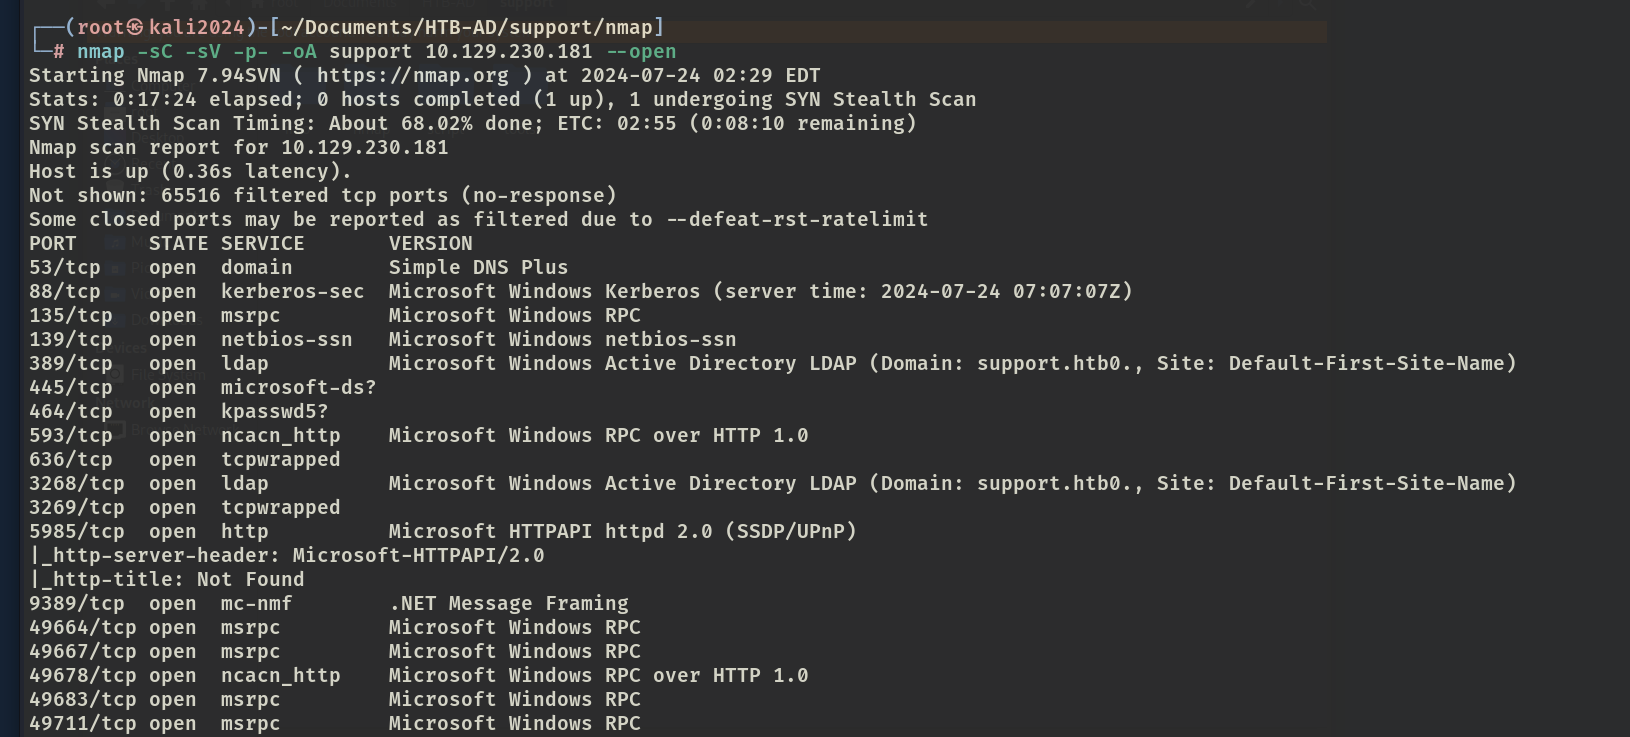 ┌──(root㉿kali2024)-[~/Documents/HTB-AD/support/nmap]
└─# nmap -sC -sV -p- -oA support 10.129.230.181 --open
Starting Nmap 7.94SVN ( https://nmap.org ) at 2024-07-24 02:29 EDT
Stats: 0:17:24 elapsed; 0 hosts completed (1 up), 1 undergoing SYN Stealth Scan
SYN Stealth Scan Timing: About 68.02% done; ETC: 02:55 (0:08:10 remaining)
Nmap scan report for 10.129.230.181
Host is up (0.36s latency).
Not shown: 65516 filtered tcp ports (no-response)
Some closed ports may be reported as filtered due to --defeat-rst-ratelimit
PORT      STATE SERVICE       VERSION
53/tcp    open  domain        Simple DNS Plus
88/tcp    open  kerberos-sec  Microsoft Windows Kerberos (server time: 2024-07-24 07:07:07Z)
135/tcp   open  msrpc         Microsoft Windows RPC
139/tcp   open  netbios-ssn   Microsoft Windows netbios-ssn
389/tcp   open  ldap          Microsoft Windows Active Directory LDAP (Domain: support.htb0., Site: Default-First-Site-Name)
445/tcp   open  microsoft-ds?
464/tcp   open  kpasswd5?
593/tcp   open  ncacn_http    Microsoft Windows RPC over HTTP 1.0
636/tcp   open  tcpwrapped
3268/tcp  open  ldap          Microsoft Windows Active Directory LDAP (Domain: support.htb0., Site: Default-First-Site-Name)
3269/tcp  open  tcpwrapped
5985/tcp  open  http          Microsoft HTTPAPI httpd 2.0 (SSDP/UPnP)
|_http-server-header: Microsoft-HTTPAPI/2.0
|_http-title: Not Found
9389/tcp  open  mc-nmf        .NET Message Framing
49664/tcp open  msrpc         Microsoft Windows RPC
49667/tcp open  msrpc         Microsoft Windows RPC
49678/tcp open  ncacn_http    Microsoft Windows RPC over HTTP 1.0
49683/tcp open  msrpc         Microsoft Windows RPC
49711/tcp open  msrpc         Microsoft Windows RPC